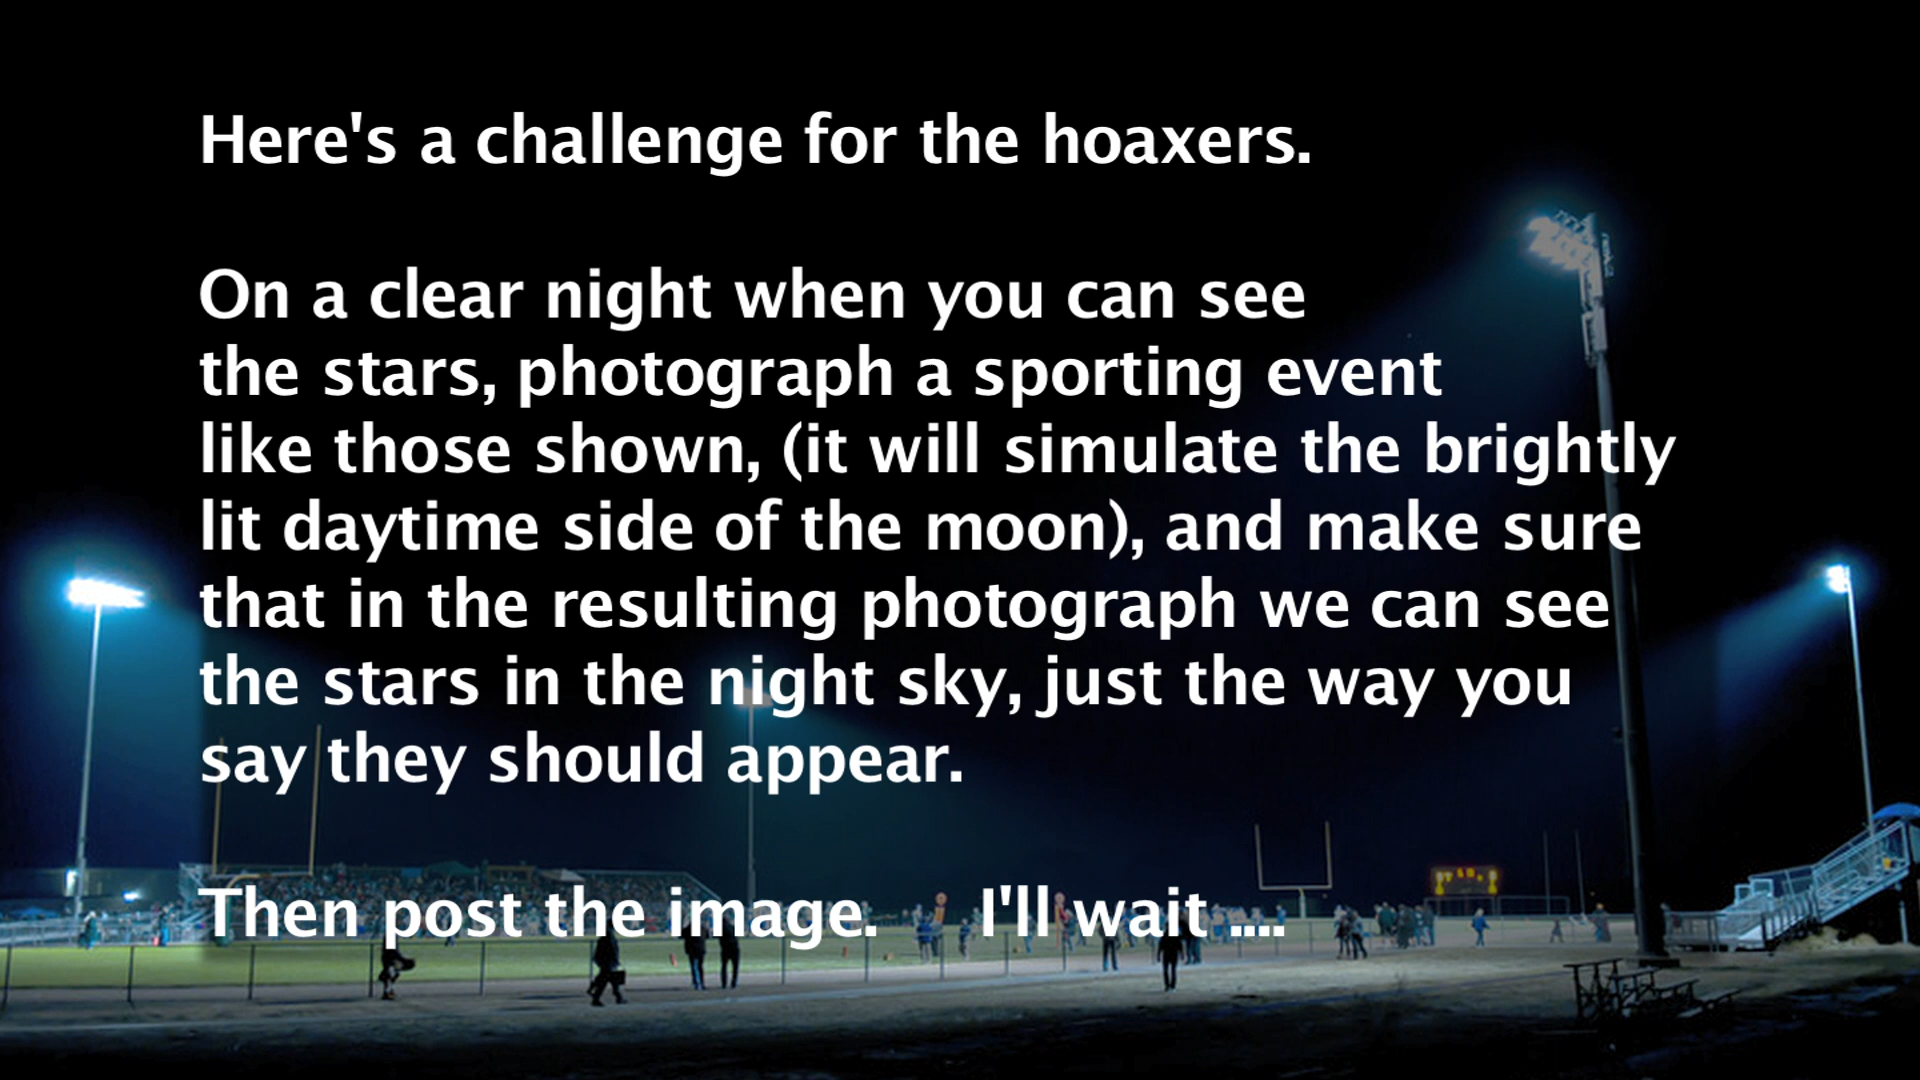 Here's a challenge for the hoaxers.
On a clear night when you can see
the stars, photograph a sporting event
like those shown, (it will simulate the brightly
lit daytime side of the moon), and make sure
that in the resulting photograph we can see
the stars in the night sky, just the way you
say they should appear.
Then post the image. I'll wait ....